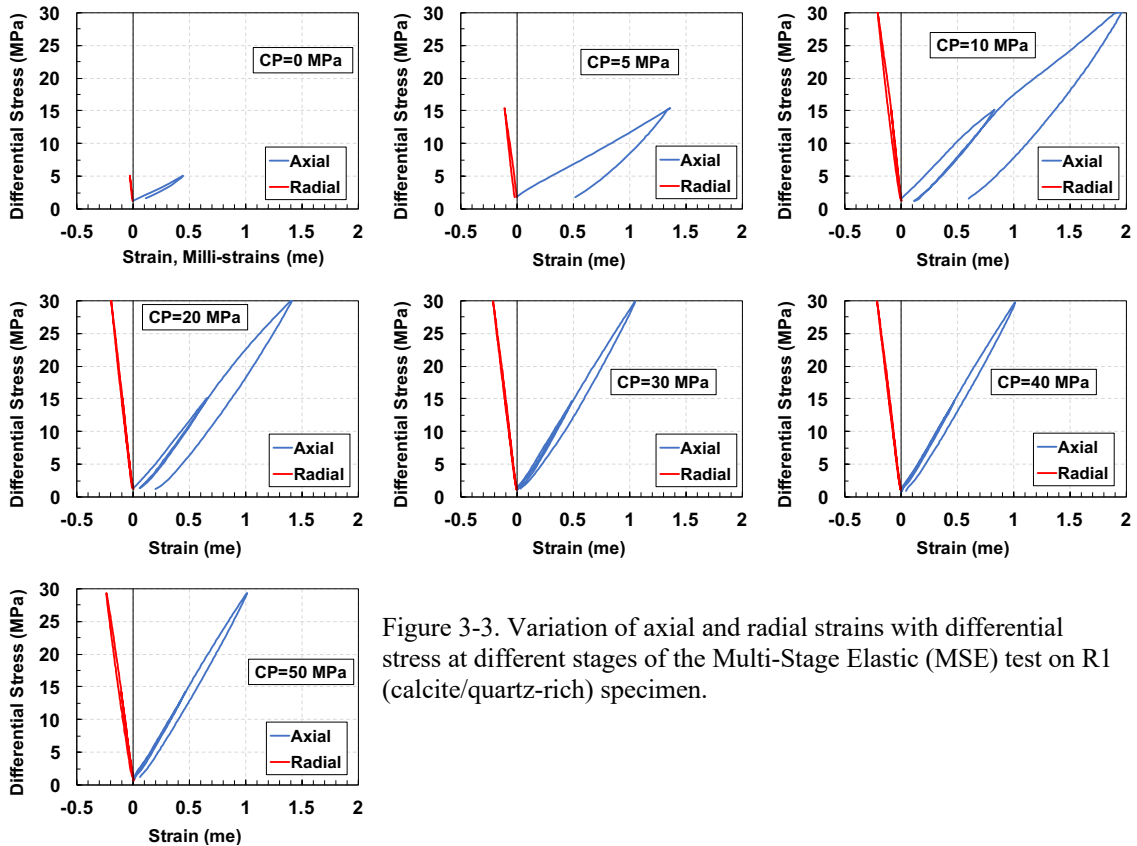 30
25
20
15
10
5
0
Differential Stress (MPa)
CP=0 MPa
Axial
Radial
-0.5 0 0.5 1 1.5 2
Strain, Milli-strains (me)
30
25
20
15
10
5
0
Differential Stress (MPa)
CP=5 MPa
Axial
Radial
-0.5 0 0.5 1 1.5 2
Strain (me)
30
25
20
15
10
5
0
Differential Stress (MPa)
CP=10 MPa
Axial
Radial
-0.5 0 0.5 1 1.5 2
Strain (me)
30
25
20
15
10
5
0
Differential Stress (MPa)
CP=20 MPa
Axial
Radial
-0.5 0 0.5 1 1.5 2
Strain (me)
30
25
20
15
10
5
0
Differential Stress (MPa)
CP=30 MPa
Axial
Radial
-0.5 0 0.5 1 1.5 2
Strain (me)
30
25
20
15
10
5
0
Differential Stress (MPa)
CP=40 MPa
Axial
Radial
-0.5 0 0.5 1 1.5 2
Strain (me)
30
25
20
15
10
5
0
Differential Stress (MPa)
CP=50 MPa
Axial
Radial
-0.5 0 0.5 1 1.5 2
Strain (me)
Figure 3-3. Variation of axial and radial strains with differential
stress at different stages of the Multi-Stage Elastic (MSE) test on R1
(calcite/quartz-rich) specimen.